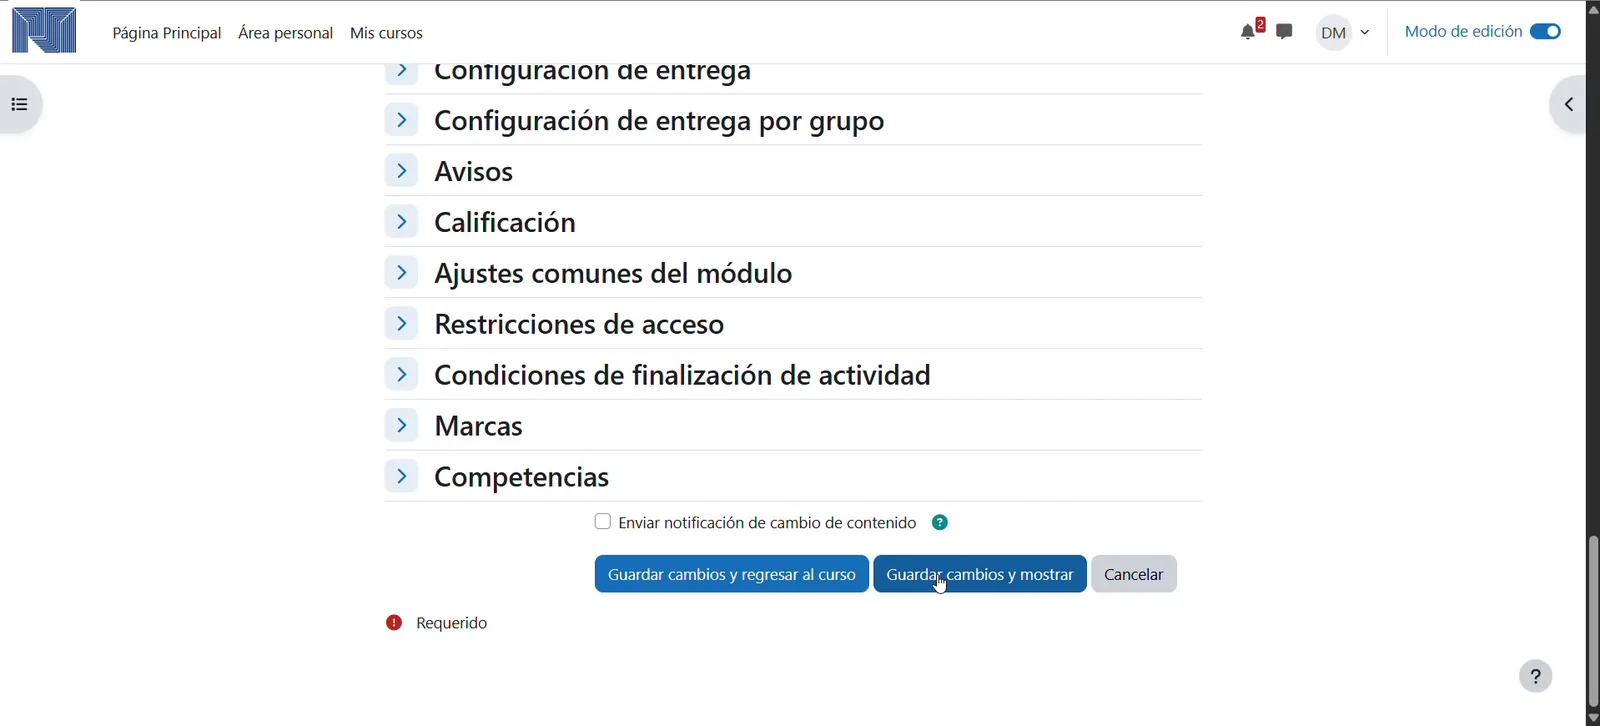 Página Principal Área personal Mis cursos
2
DM
Modo de edición
Configuración de entrega
Configuración de entrega por grupo
Avisos
Calificación
Ajustes comunes del módulo
Restricciones de acceso
Condiciones de finalización de actividad
Marcas
Competencias
Enviar notificación de cambio de contenido ?
Guardar cambios y regresar al curso Guardar cambios y mostrar Cancelar
! Requerido
?